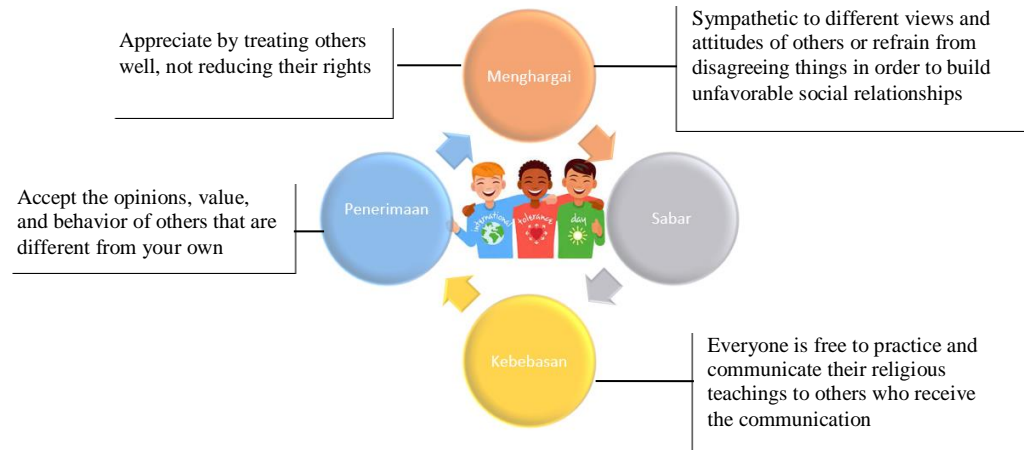 Appreciate by treating others
well, not reducing their rights
Menghargai
Sympathetic to different views and
attitudes of others or refrain from
disagreeing things in order to build
unfavorable social relationships
Accept the opinions, value,
and behavior of others that are
different from your own
Penerimaan
international
tolerance
day
Sabar
Kebebasan
Everyone is free to practice and
communicate their religious
teachings to others who receive
the communication